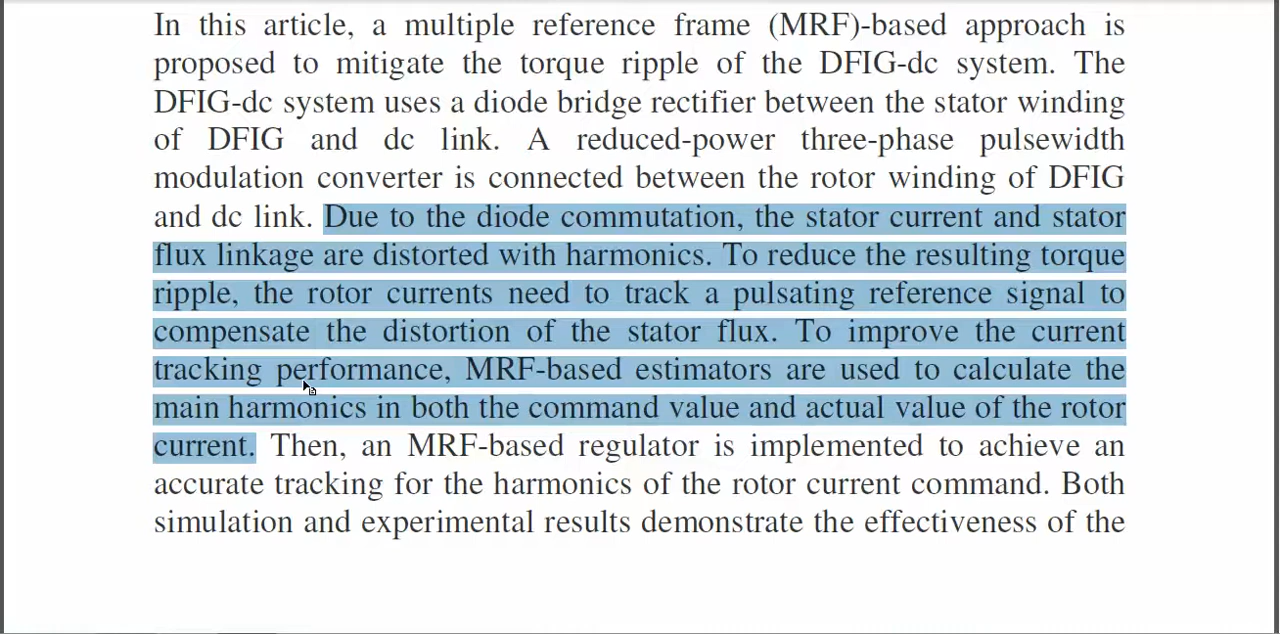 In this article, a multiple reference frame (MRF)-based approach is
proposed to mitigate the torque ripple of the DFIG-dc system. The
DFIG-dc system uses a diode bridge rectifier between the stator winding
of DFIG and dc link. A reduced-power three-phase pulsewidth
modulation converter is connected between the rotor winding of DFIG
and dc link. Due to the diode commutation, the stator current and stator
flux linkage are distorted with harmonics. To reduce the resulting torque
ripple, the rotor currents need to track a pulsating reference signal to
compensate the distortion of the stator flux. To improve the current
tracking performance, MRF-based estimators are used to calculate the
main harmonics in both the command value and actual value of the rotor
current. Then, an MRF-based regulator is implemented to achieve an
accurate tracking for the harmonics of the rotor current command. Both
simulation and experimental results demonstrate the effectiveness of the